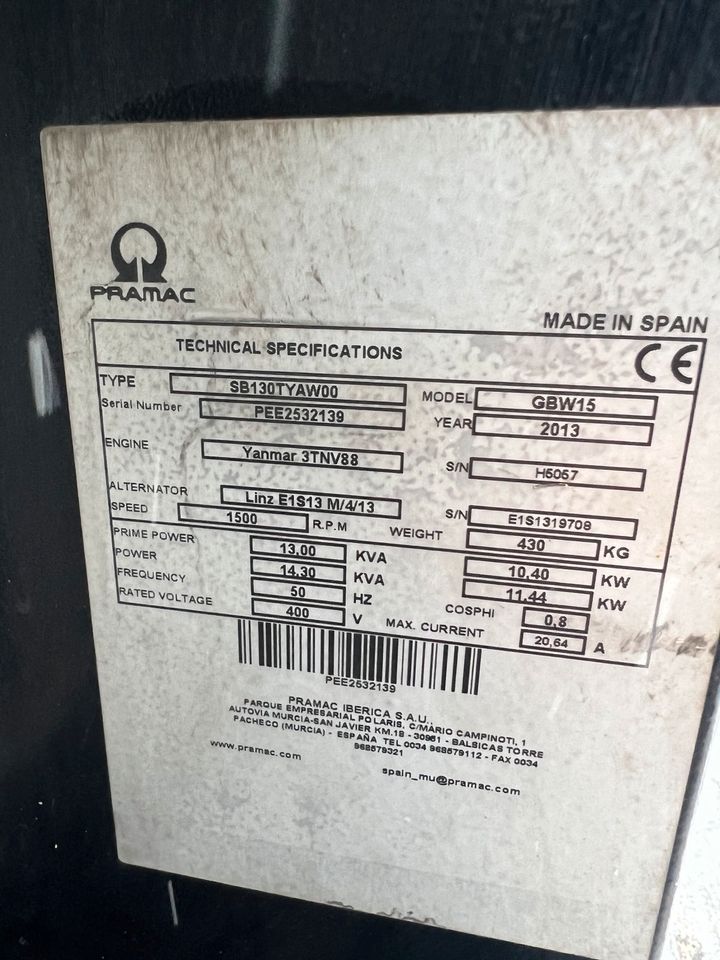 PRAMAC
MADE IN SPAIN
TECHNICAL SPECIFICATIONS CE
TYPE SB130TYAW00 MODEL GBW15
Serial Number PEE2532139 YEAR 2013
ENGINE Yanmar 3TNV88 S/N H5057
ALTERNATOR Linz E1S13 M/4/13 S/N E1S1319708
SPEED 1500 R.P.M WEIGHT 430 KG
PRIME POWER 13,00 KVA 10,40 KW
POWER 14,30 KVA 11,44 KW
FREQUENCY 50 HZ COSPHI 0,8
RATED VOLTAGE 400 V MAX. CURRENT 20,64 A
PEE2532139
PRAMAC IBERICA S.A.U.,
PARQUE EMPRESARIAL POLARIS, C/MARIO CAMPINOTI, 1
AUTOVIA MURCIA-SAN JAVIER KM.18 - 30591 - BALSICAS TORRE
PACHECO (MURCIA) - ESPAÑA TEL 0034 968579112 - FAX 0034
968579321
www.pramac.com spain_mu@pramac.com